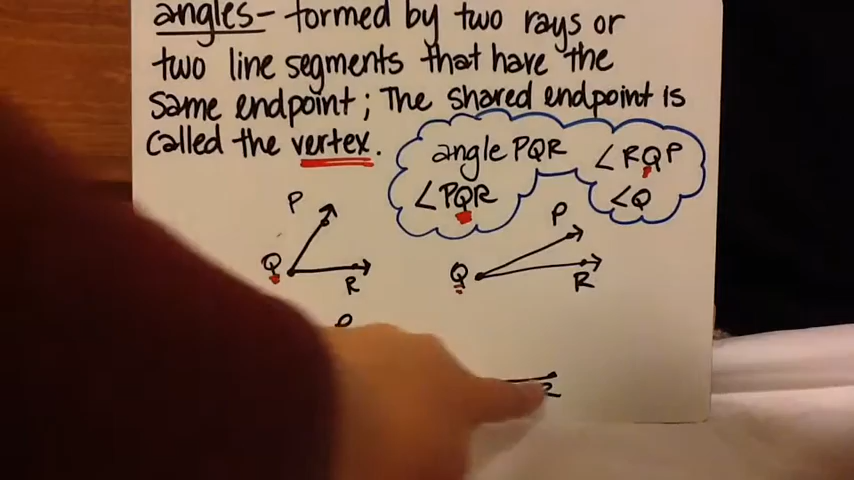 angles - formed by two rays or
two line segments that have the
same endpoint; The shared endpoint is
called the vertex.
angle PQR ∠RQP
∠PQR ∠Q
P
P
Q
R
Q
R
P
R